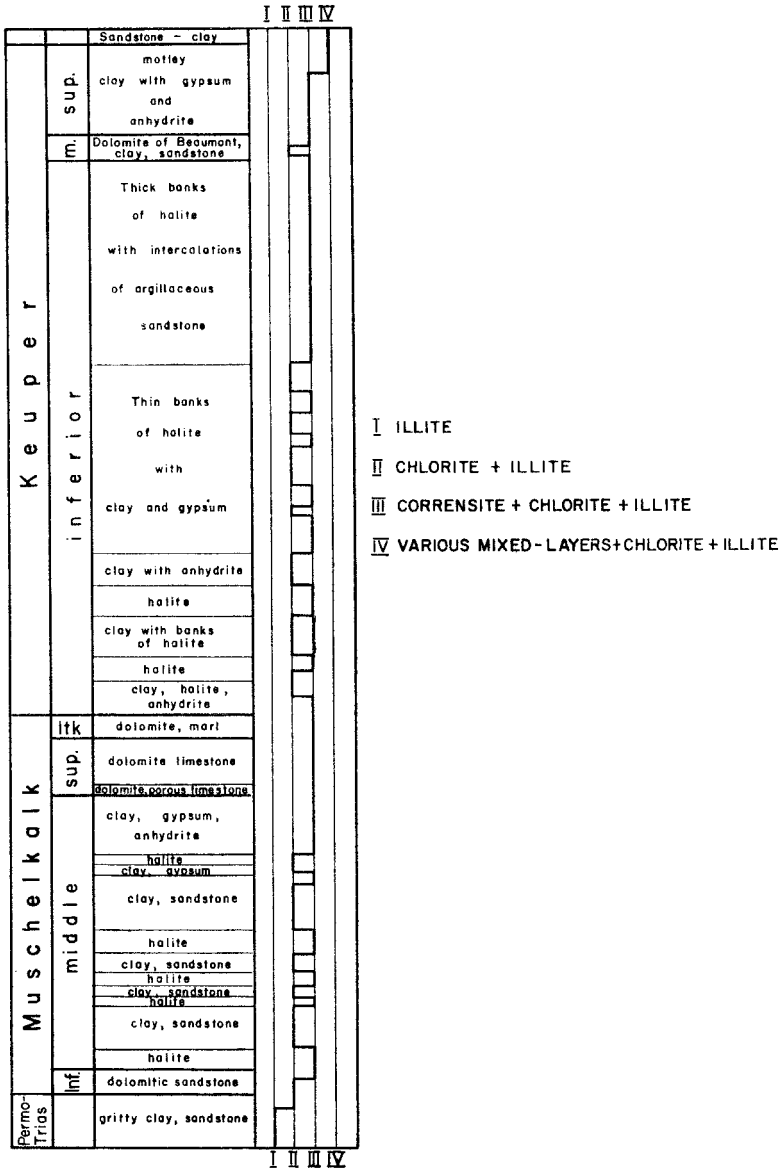 I II III IV
Sandstone - clay
motley
clay with gypsum
and
anhydrite
Dolomite of Beaumont,
clay, sandstone
Thick banks
of halite
with intercalations
of argillaceous
sandstone
Thin banks
of halite
with
clay and gypsum
clay with anhydrite
halite
clay with banks
of halite
halite
clay, halite,
anhydrite
dolomite, marl
dolomite limestone
dolomite, porous limestone
clay, gypsum,
anhydrite
halite
clay, gypsum
clay, sandstone
halite
clay, sandstone
halite
clay, sandstone
halite
clay, sandstone
halite
dolomitic sandstone
gritty clay, sandstone
Keuper
sup.
m.
inferior
Muschelkalk
ltk
sup.
middle
Inf.
Permo-
Trias
I II III IV
I ILLITE
II CHLORITE + ILLITE
III CORRENSITE + CHLORITE + ILLITE
IV VARIOUS MIXED-LAYERS+CHLORITE + ILLITE